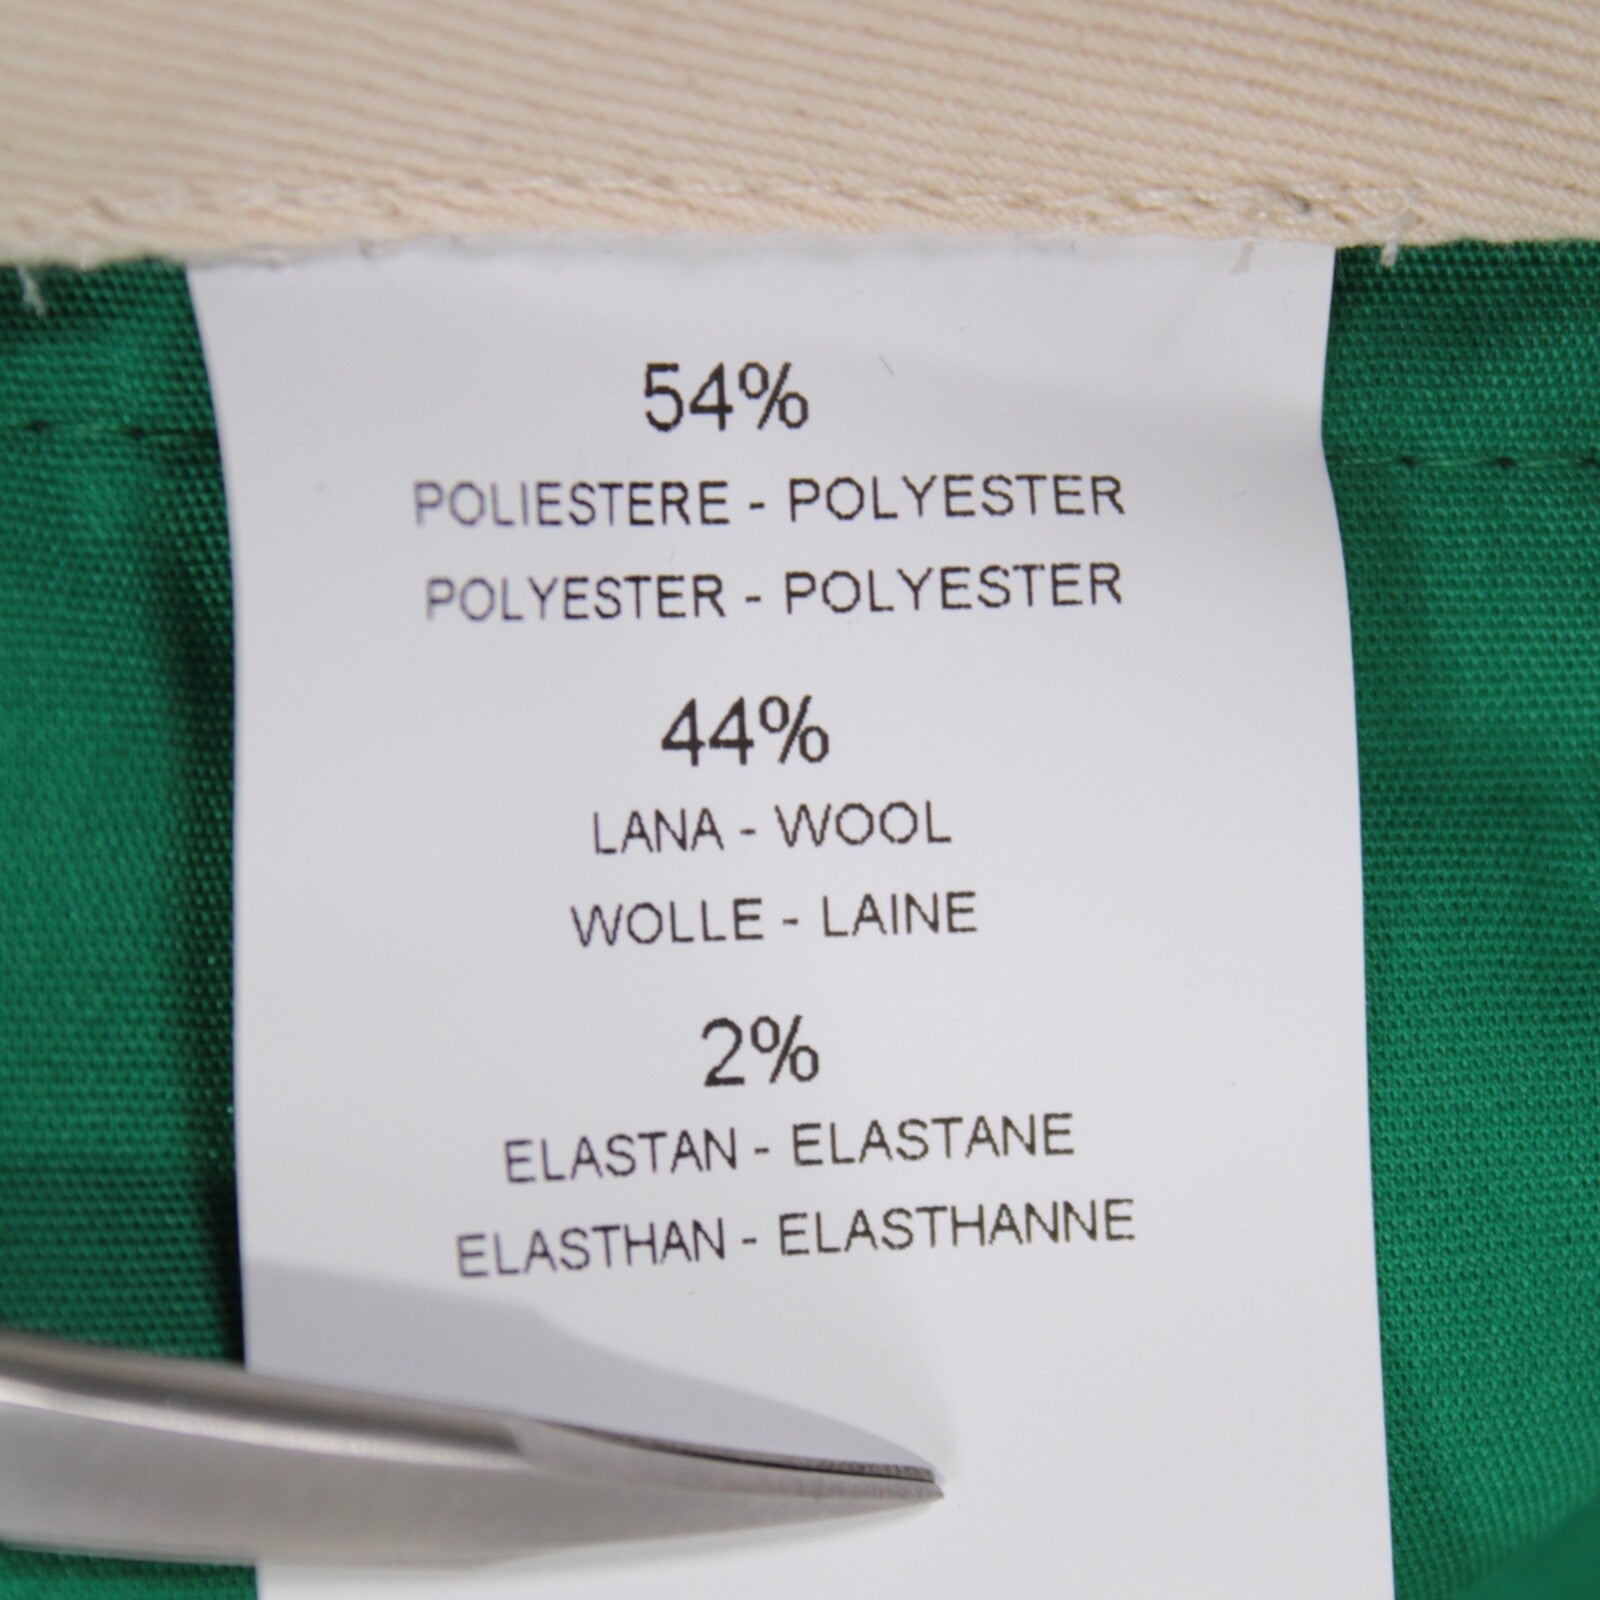 54%
POLIESTERE - POLYESTER
POLYESTER - POLYESTER
44%
LANA - WOOL
WOLLE - LAINE
2%
ELASTAN - ELASTANE
ELASTHAN - ELASTHANNE